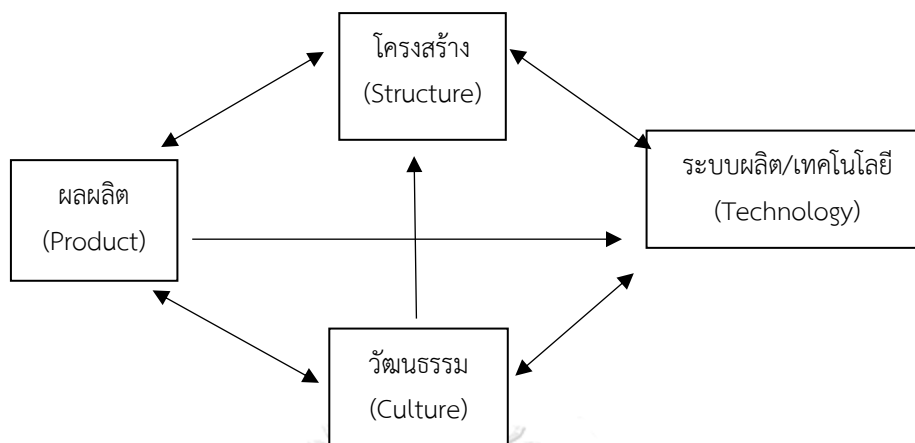 โครงสร้าง
(Structure)
ระบบผลิต/เทคโนโลยี
(Technology)
ผลผลิต
(Product)
วัฒนธรรม
(Culture)